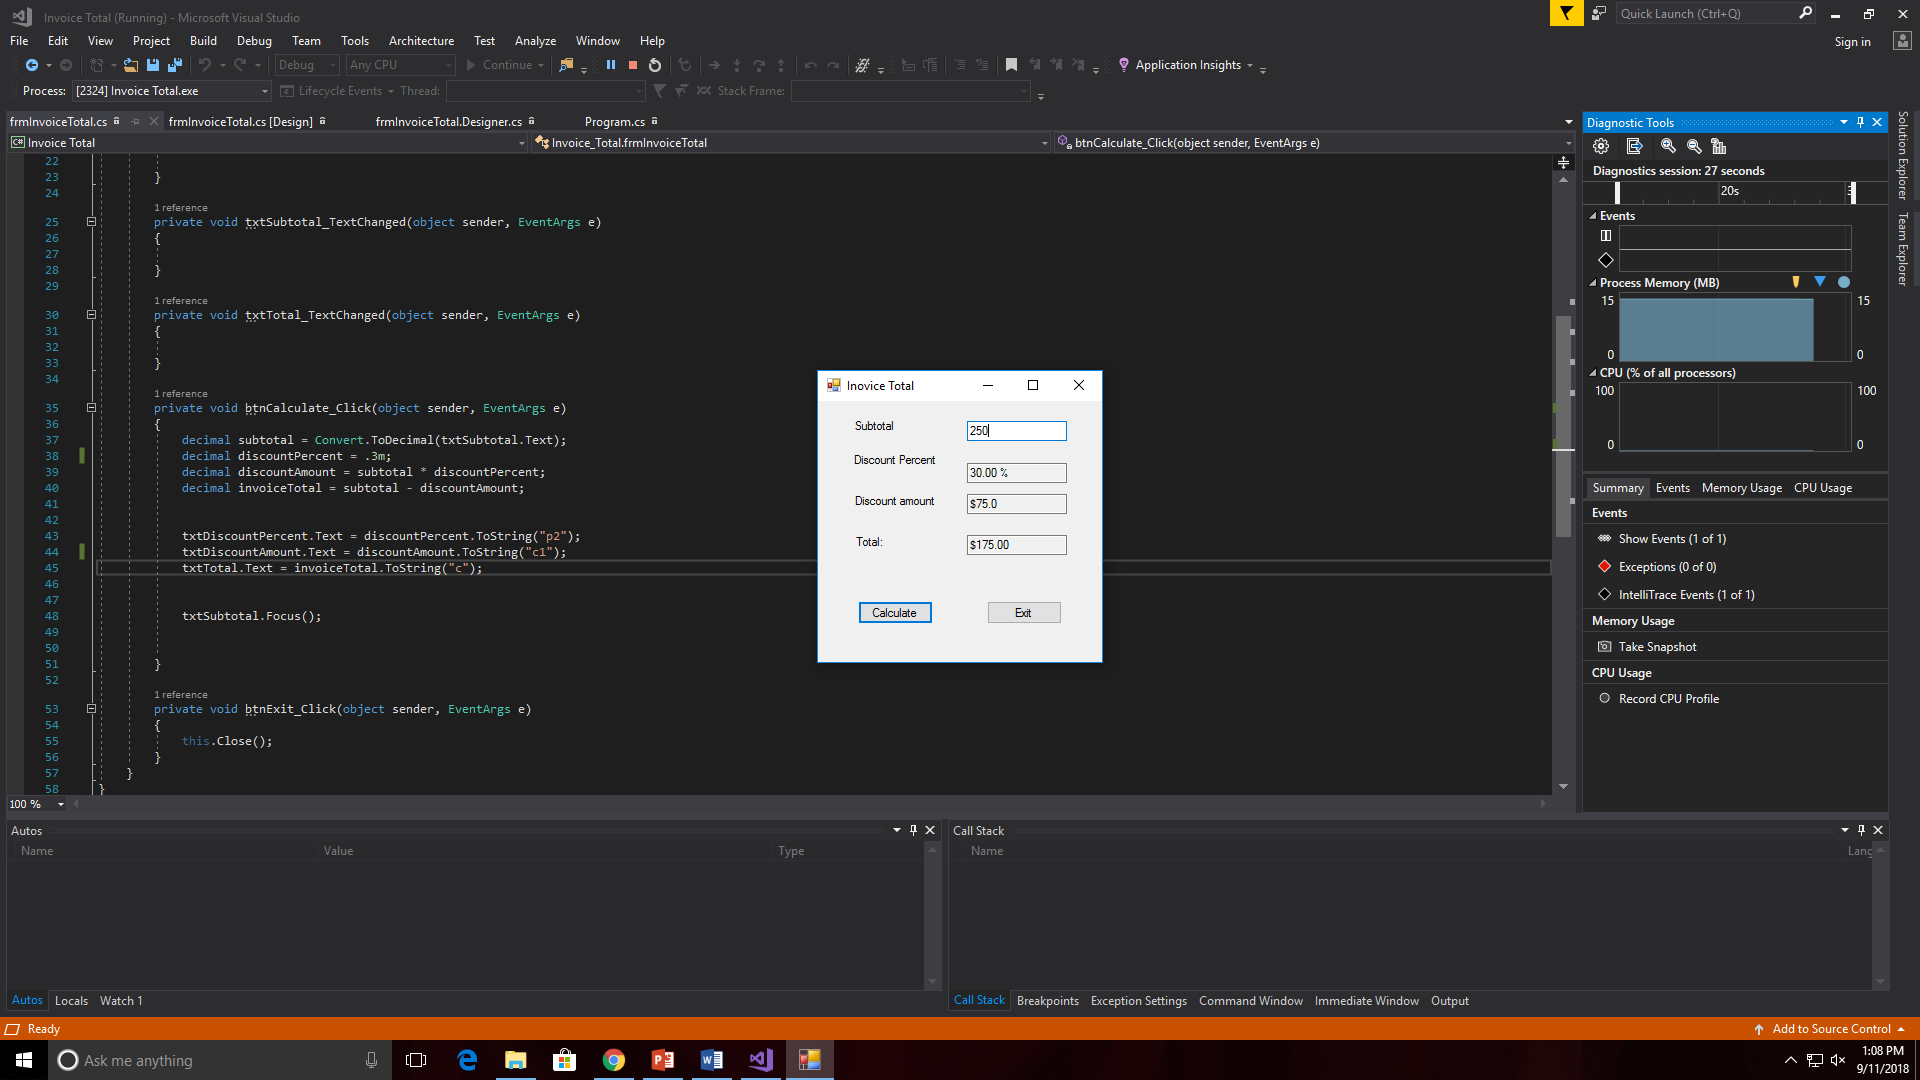 Invoice Total (Running) - Microsoft Visual Studio
Quick Launch (Ctrl+Q)
File Edit View Project Build Debug Team Tools Architecture Test Analyze Window Help
Sign in
Debug Any CPU Continue Application Insights
Process: [2324] Invoice Total.exe Lifecycle Events Thread: Stack Frame:
frmInvoiceTotal.cs frmInvoiceTotal.cs [Design] frmInvoiceTotal.Designer.cs Program.cs
Invoice Total Invoice_Total.frmInvoiceTotal btnCalculate_Click(object sender, EventArgs e)
22
23 }
24
1 reference
25 private void txtSubtotal_TextChanged(object sender, EventArgs e)
26 {
27
28 }
29
1 reference
30 private void txtTotal_TextChanged(object sender, EventArgs e)
31 {
32
33 }
34
1 reference
35 private void btnCalculate_Click(object sender, EventArgs e)
36 {
37 decimal subtotal = Convert.ToDecimal(txtSubtotal.Text);
38 decimal discountPercent = .3m;
39 decimal discountAmount = subtotal * discountPercent;
40 decimal invoiceTotal = subtotal - discountAmount;
41
42
43 txtDiscountPercent.Text = discountPercent.ToString("p2");
44 txtDiscountAmount.Text = discountAmount.ToString("c1");
45 txtTotal.Text = invoiceTotal.ToString("c");
46
47
48 txtSubtotal.Focus();
49
50
51 }
52
1 reference
53 private void btnExit_Click(object sender, EventArgs e)
54 {
55 this.Close();
56 }
57 }
58 }
100 %
Inovice Total
Subtotal 250
Discount Percent 30.00 %
Discount amount $75.0
Total: $175.00
Calculate Exit
Diagnostic Tools
Diagnostics session: 27 seconds
20s
Events
Process Memory (MB)
15 15
0 0
CPU (% of all processors)
100 100
0 0
Summary Events Memory Usage CPU Usage
Events
Show Events (1 of 1)
Exceptions (0 of 0)
IntelliTrace Events (1 of 1)
Memory Usage
Take Snapshot
CPU Usage
Record CPU Profile
Solution Explorer
Team Explorer
Autos
Name Value Type
Autos Locals Watch 1
Call Stack
Name Lang
Call Stack Breakpoints Exception Settings Command Window Immediate Window Output
Ready
Add to Source Control
Ask me anything
1:08 PM
9/11/2018